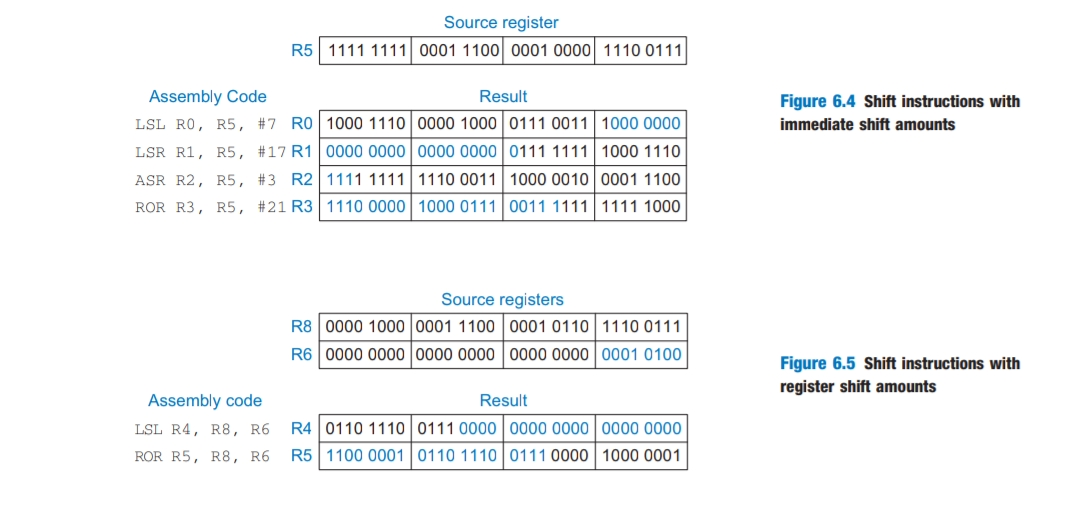 Source register
R5 1111 1111 0001 1100 0001 0000 1110 0111
Assembly Code Result
LSL R0, R5, #7 R0 1000 1110 0000 1000 0111 0011 1000 0000
LSR R1, R5, #17 R1 0000 0000 0000 0000 0111 1111 1000 1110
ASR R2, R5, #3 R2 1111 1111 1110 0011 1000 0010 0001 1100
ROR R3, R5, #21 R3 1110 0000 1000 0111 0011 1111 1111 1000
Figure 6.4 Shift instructions with
immediate shift amounts
Source registers
R8 0000 1000 0001 1100 0001 0110 1110 0111
R6 0000 0000 0000 0000 0000 0000 0001 0100
Assembly code Result
LSL R4, R8, R6 R4 0110 1110 0111 0000 0000 0000 0000 0000
ROR R5, R8, R6 R5 1100 0001 0110 1110 0111 0000 1000 0001
Figure 6.5 Shift instructions with
register shift amounts